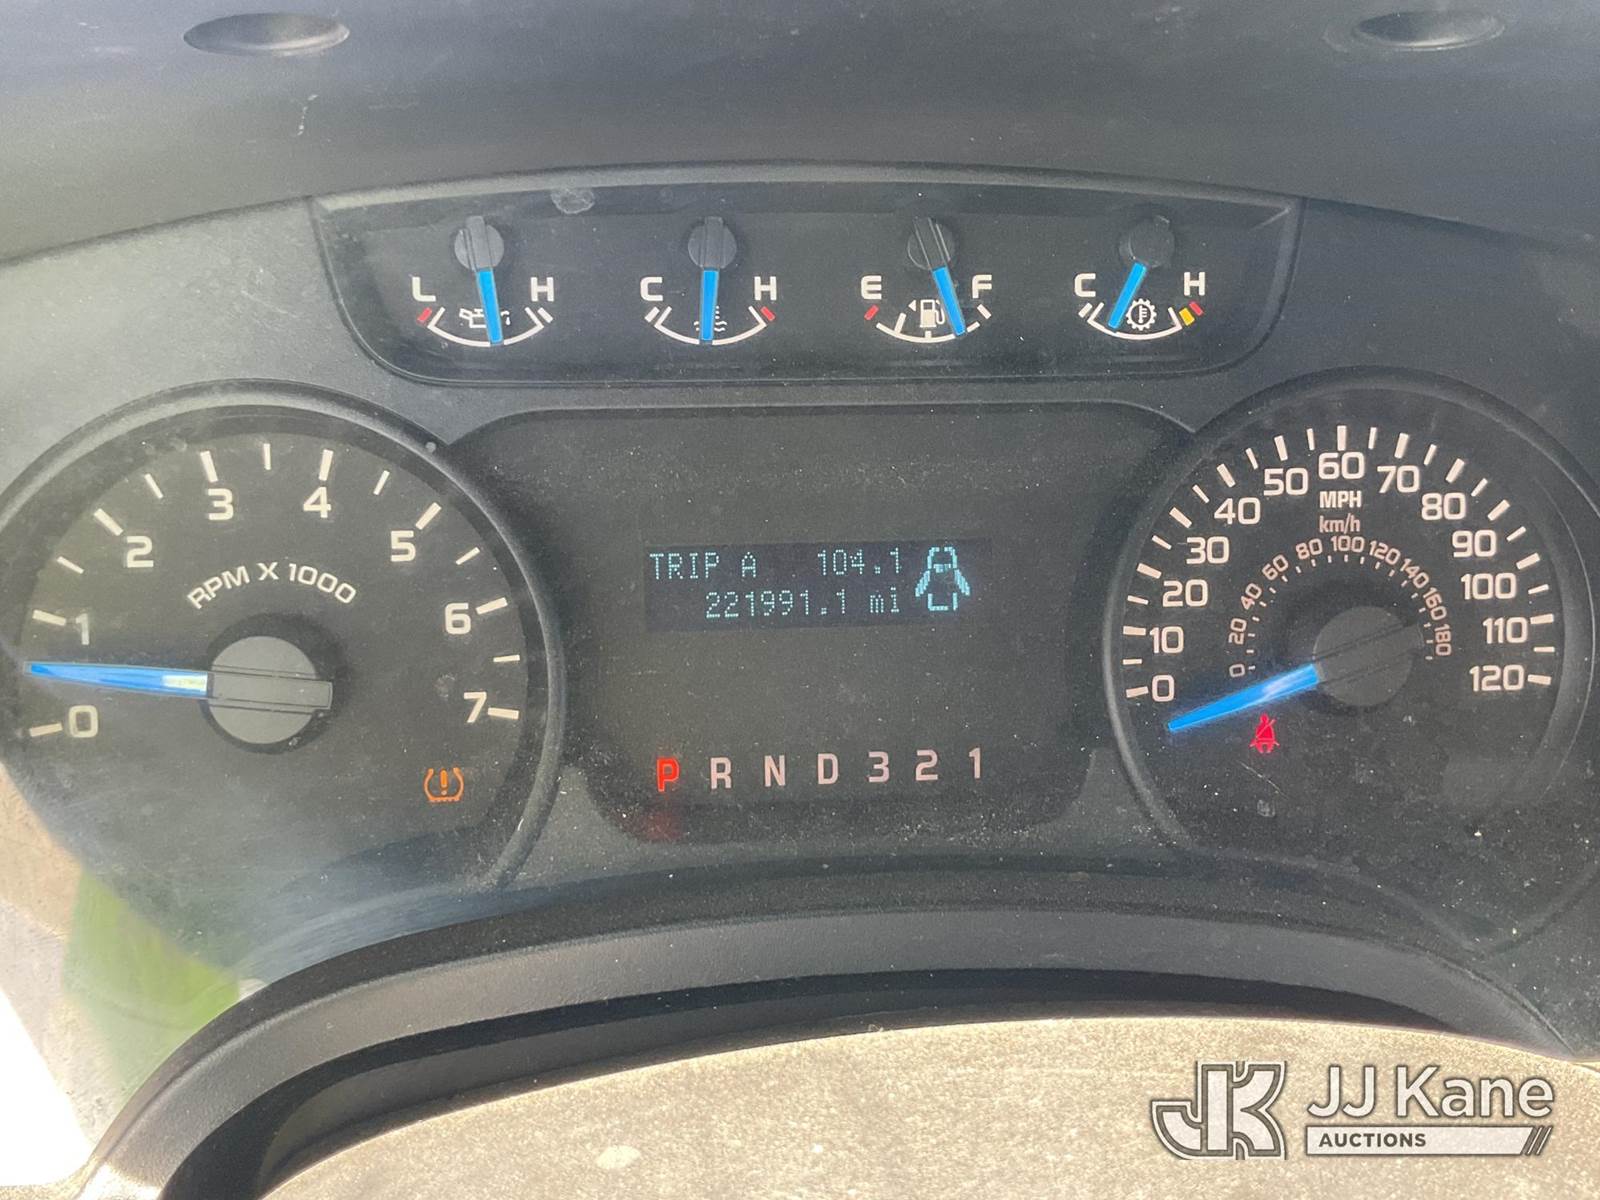 L H C H E F C H
0 1 2 3 4 5 6 7
RPM X 1000
TRIP A 104.1
221991.1 mi
P R N D 3 2 1
0 10 20 30 40 50 60 70 80 90 100 110 120
MPH
km/h
0 20 40 60 80 100 120 140 160 180
JK JJ Kane
AUCTIONS